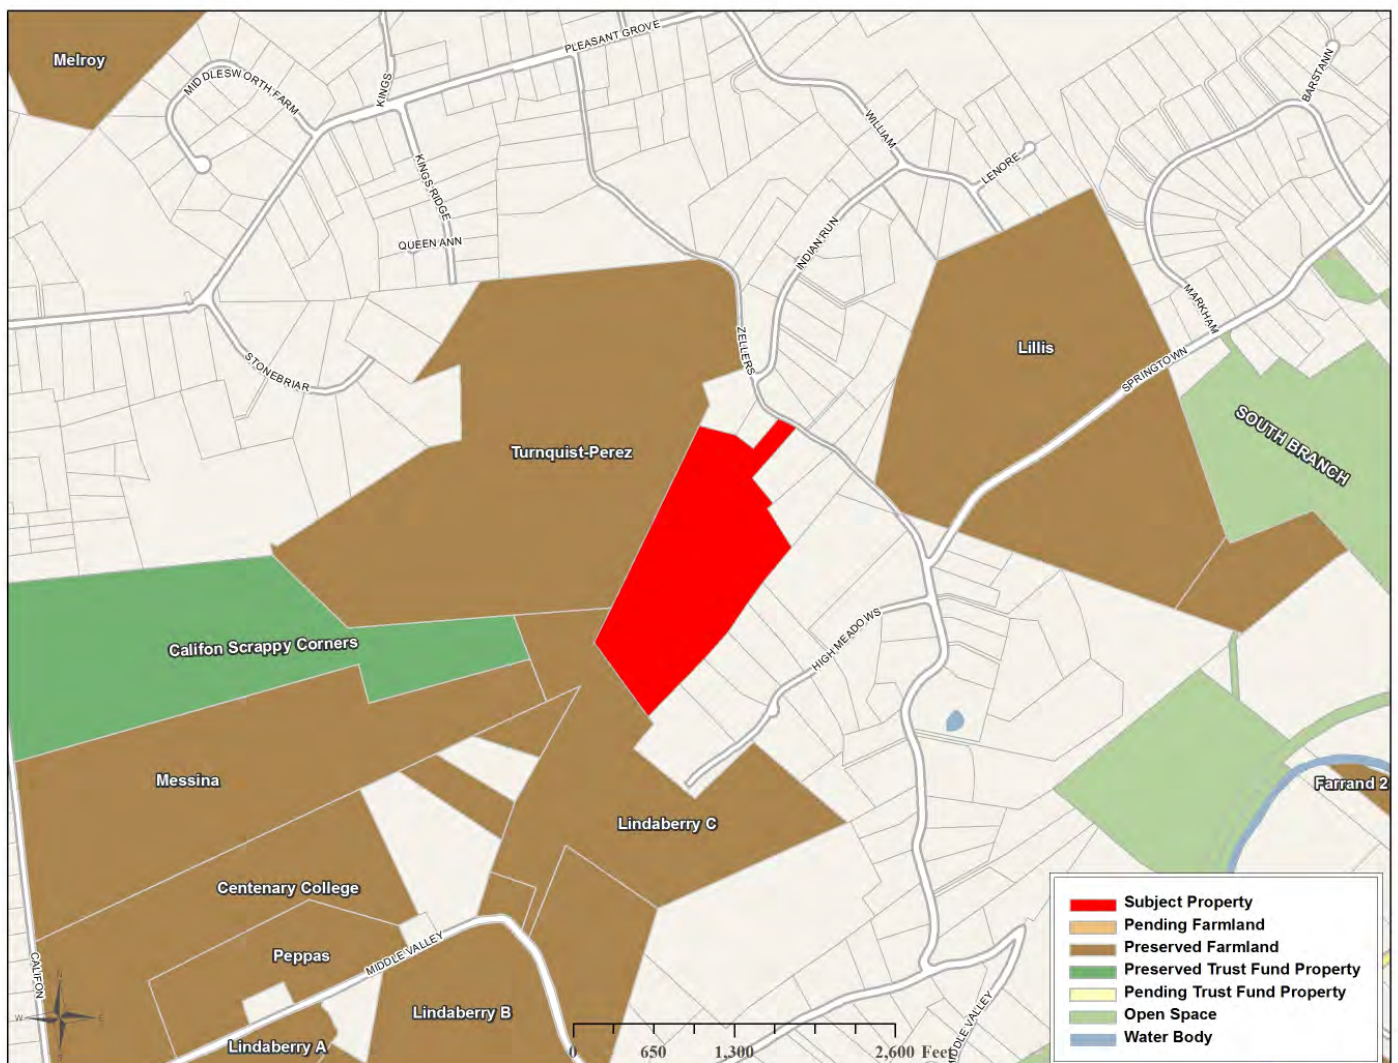 Melroy
MIDDLESWORTH FARM
KINGS
PLEASANT GROVE
KINGS RIDGE
QUEEN ANN
STONEBRIAR
WILLIAM
LENORE
INDIAN RUN
ZELLERS
BARSTANN
MARKHAM
SPRINGTOWN
Lillis
SOUTH BRANCH
Turnquist-Perez
Califon Scrappy Corners
HIGH MEADOWS
Messina
Lindaberry C
Farrand 2
Centenary College
Peppas
MIDDLE VALLEY
CALIFON
Lindaberry B
Lindaberry A
MIDDLE VALLEY
N
W E
S
0 650 1,300 2,600 Feet
Subject Property
Pending Farmland
Preserved Farmland
Preserved Trust Fund Property
Pending Trust Fund Property
Open Space
Water Body